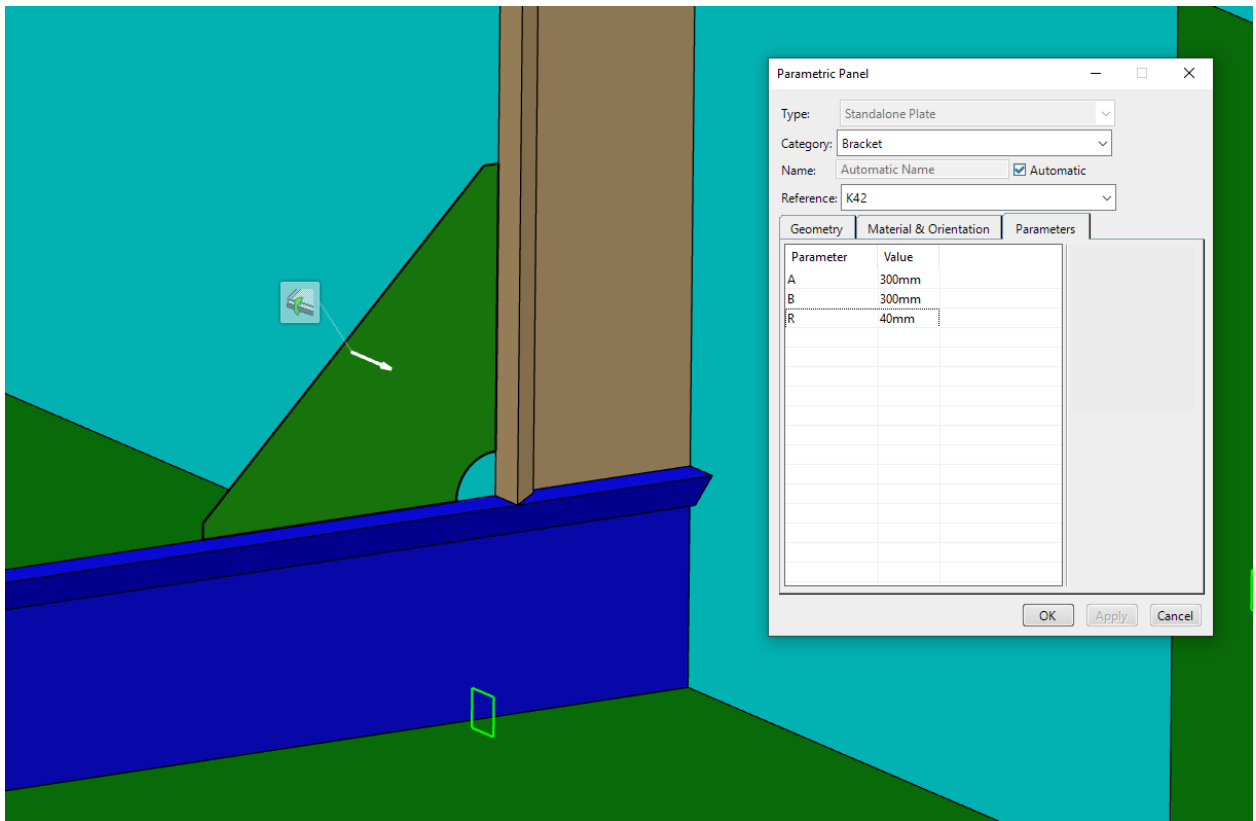 Parametric Panel
Type: Standalone Plate
Category: Bracket
Name: Automatic Name Automatic
Reference: K42
Geometry Material & Orientation Parameters
Parameter Value
A 300mm
B 300mm
R 40mm
OK Apply Cancel